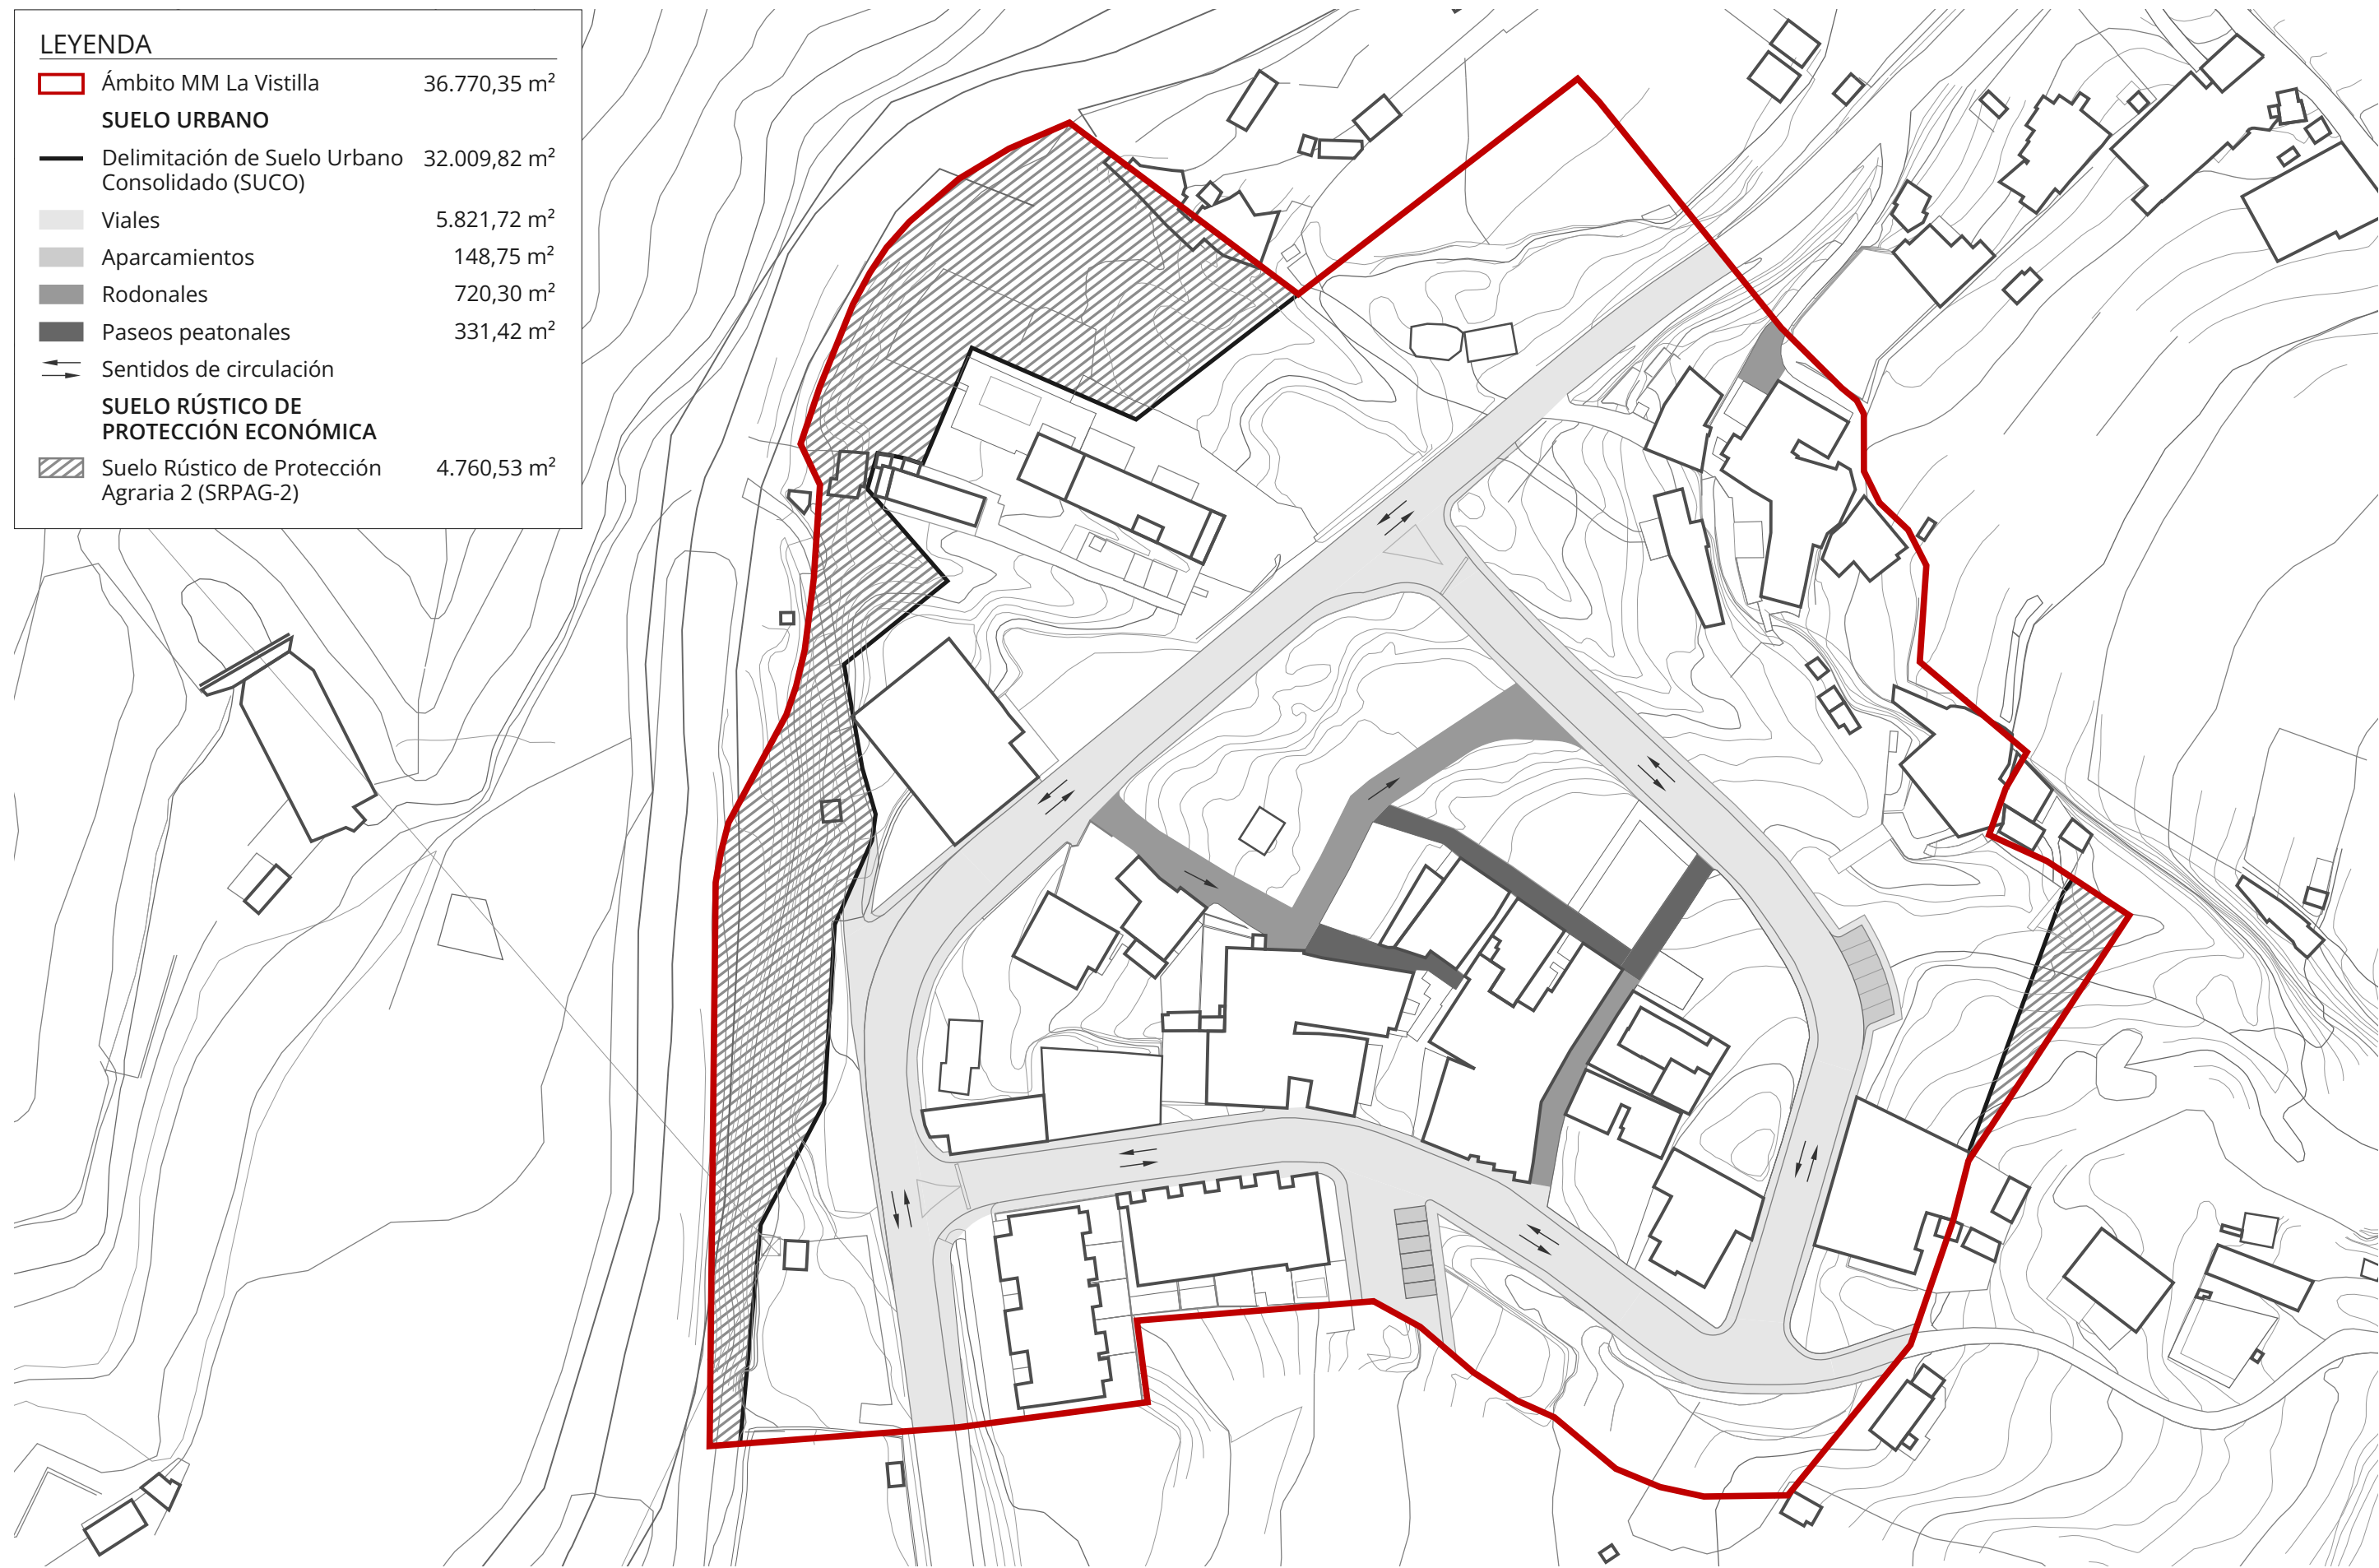 LEYENDA
Ámbito MM La Vistilla 36.770,35 m²
SUELO URBANO
Delimitación de Suelo Urbano 32.009,82 m²
Consolidado (SUCO)
Viales 5.821,72 m²
Aparcamientos 148,75 m²
Rodonales 720,30 m²
Paseos peatonales 331,42 m²
Sentidos de circulación
SUELO RÚSTICO DE
PROTECCIÓN ECONÓMICA
Suelo Rústico de Protección 4.760,53 m²
Agraria 2 (SRPAG-2)